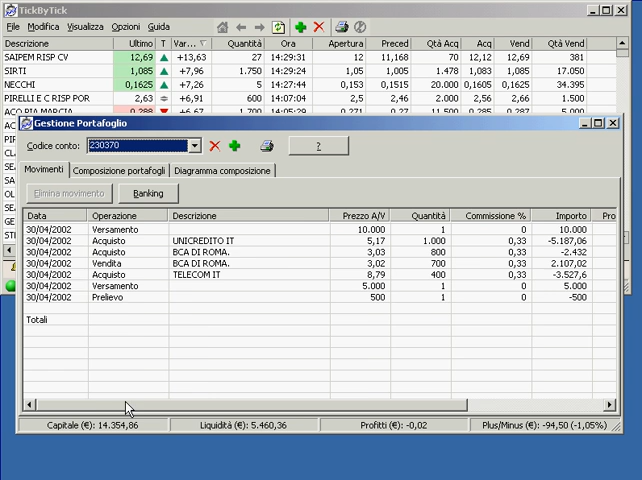 TickByTick
File Modifica Visualizza Opzioni Guida
Descrizione Ultimo T Var... Quantità Ora Apertura Preced Qtà Acq Acq Vend Qtà Vend
SAIPEM RISP CV 12,69 +13,63 27 14:29:31 12 11,168 70 12,12 12,69 381
SIRTI 1,085 +7,96 1.750 14:29:24 1,05 1,005 1.478 1,083 1,085 17.050
NECCHI 0,1625 +7,26 5 14:27:44 0,153 0,1515 20.000 0,1605 0,1625 34.395
PIRELLI E C RISP POR 2,63 +6,91 600 14:07:04 2,5 2,46 2.000 2,56 2,66 1.500
Gestione Portafoglio
Codice conto: 230370 ?
Movimenti Composizione portafogli Diagramma composizione
Elimina movimento Banking
Data Operazione Descrizione Prezzo A/V Quantità Commissione % Importo Pro
30/04/2002 Versamento 10.000 1 0 10.000
30/04/2002 Acquisto UNICREDITO IT 5,17 1.000 0,33 -5.187,06
30/04/2002 Acquisto BCA DI ROMA. 3,03 800 0,33 -2.432
30/04/2002 Vendita BCA DI ROMA. 3,02 700 0,33 2.107,02
30/04/2002 Acquisto TELECOM IT 8,79 400 0,33 -3.527,6
30/04/2002 Versamento 5.000 1 0 5.000
30/04/2002 Prelievo 500 1 0 -500
Totali
Capitale (€): 14.354,86 Liquidità (€): 5.460,36 Profitti (€): -0,02 Plus/Minus (€): -94,50 (-1,05%)